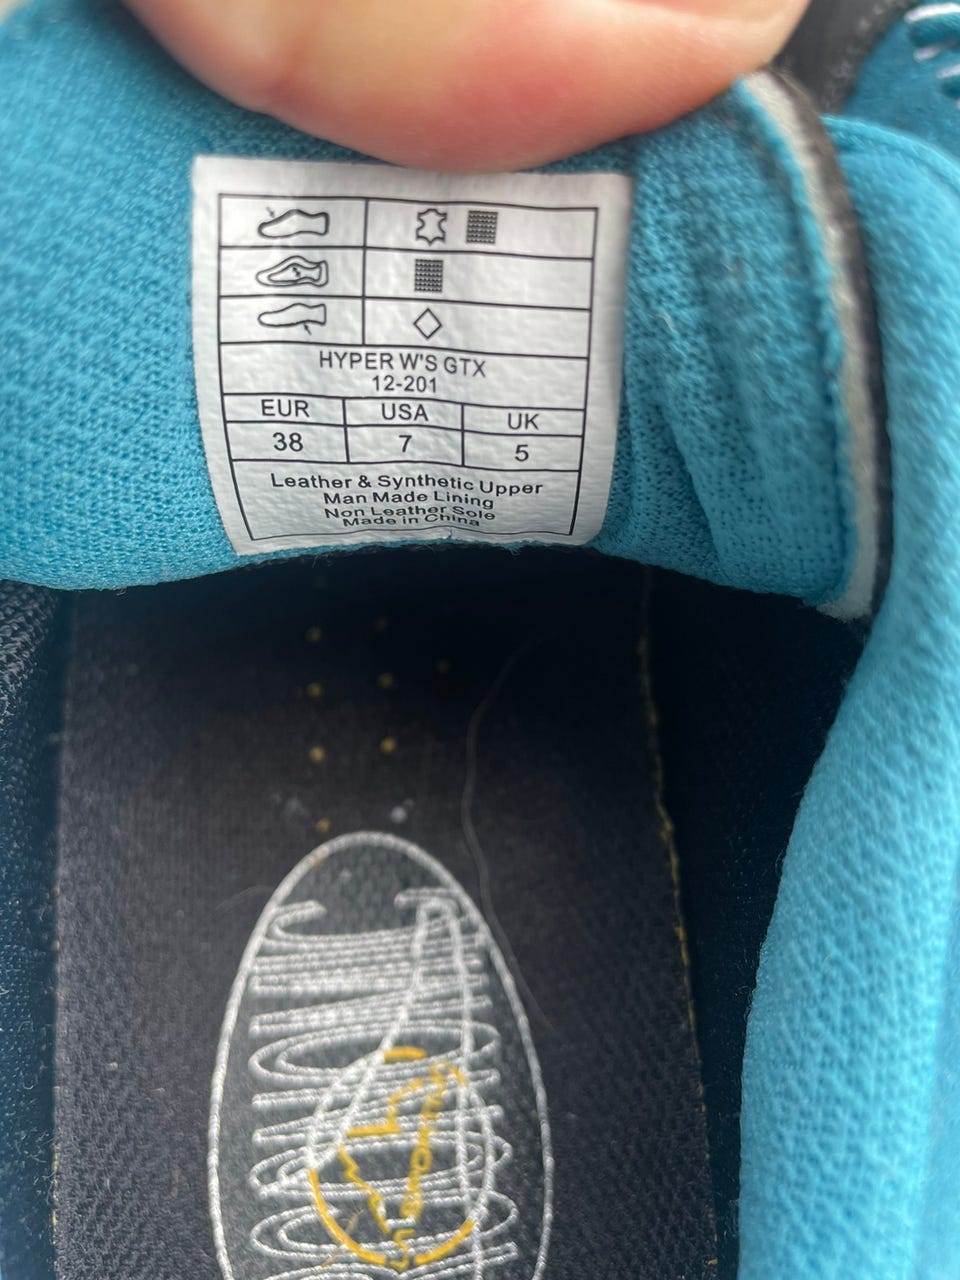 HYPER W'S GTX
12-201
EUR USA UK
38 7 5
Leather & Synthetic Upper
Man Made Lining
Non Leather Sole
Made in China